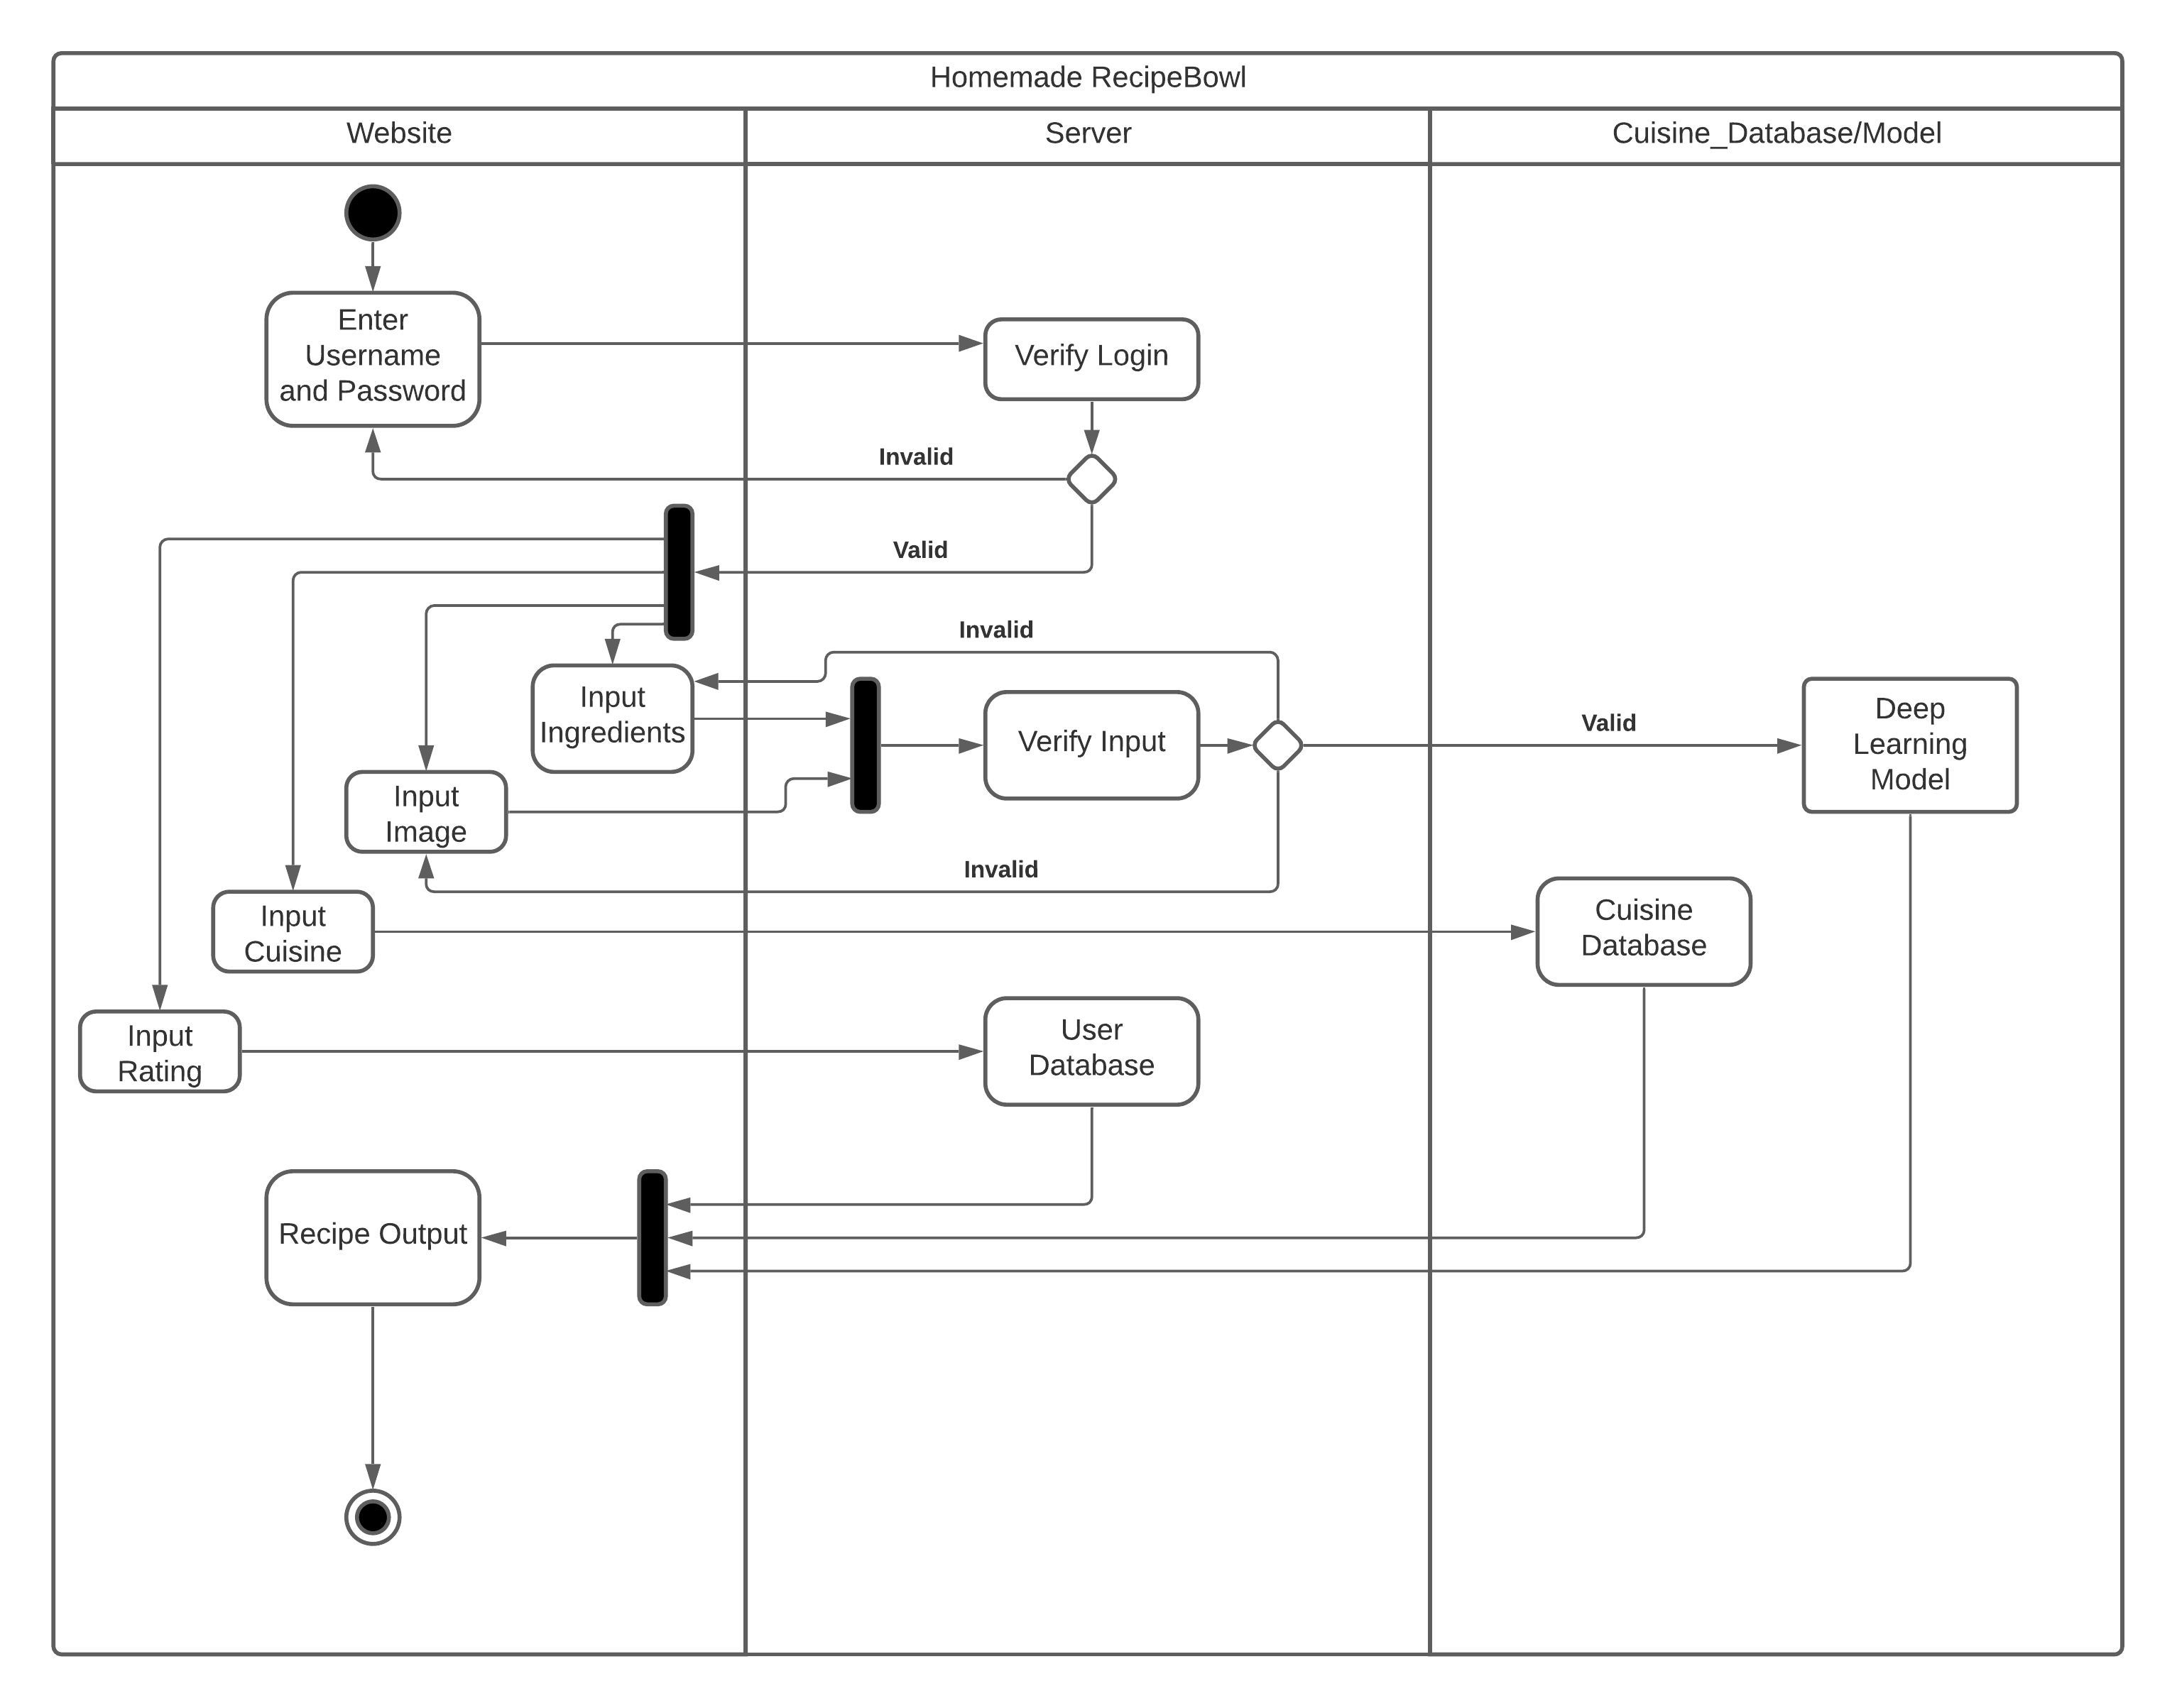 Homemade RecipeBowl
Website
Server
Cuisine_Database/Model
Enter
Username
and Password
Verify Login
Invalid
Valid
Invalid
Input
Ingredients
Verify Input
Valid
Deep
Learning
Model
Input
Image
Invalid
Input
Cuisine
Cuisine
Database
Input
Rating
User
Database
Recipe Output